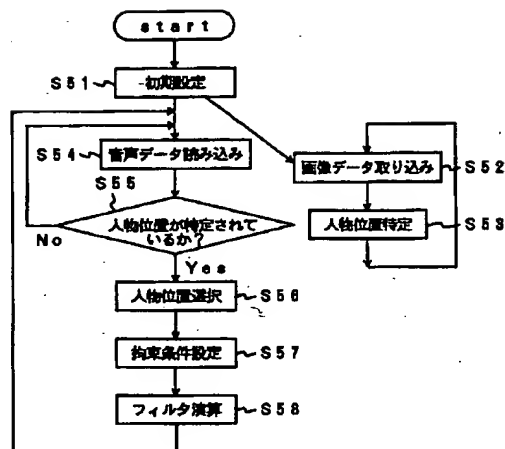 start
S51
初期設定
S54
音声データ読み込み
画像データ取り込み
S52
S55
人物位置が特定されて
いるか?
人物位置特定
S53
No
Yes
人物位置選択
S56
拘束条件設定
S57
フィルタ演算
S58